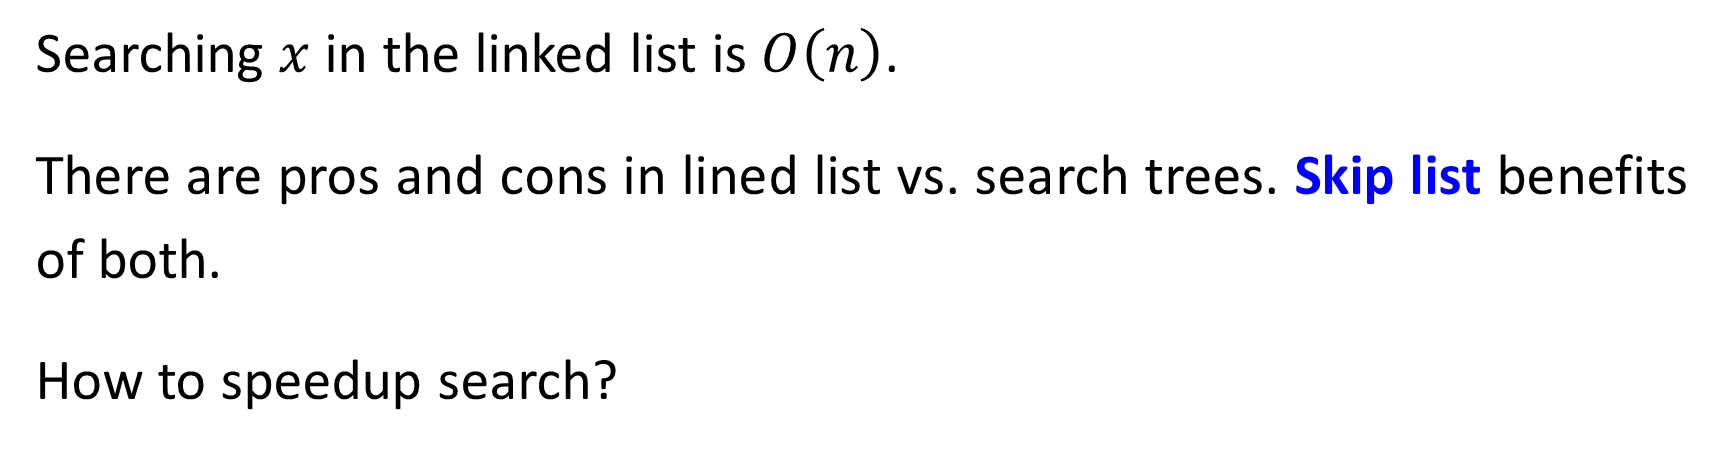 Searching x in the linked list is O(n).
There are pros and cons in lined list vs. search trees. Skip list benefits
of both.
How to speedup search?